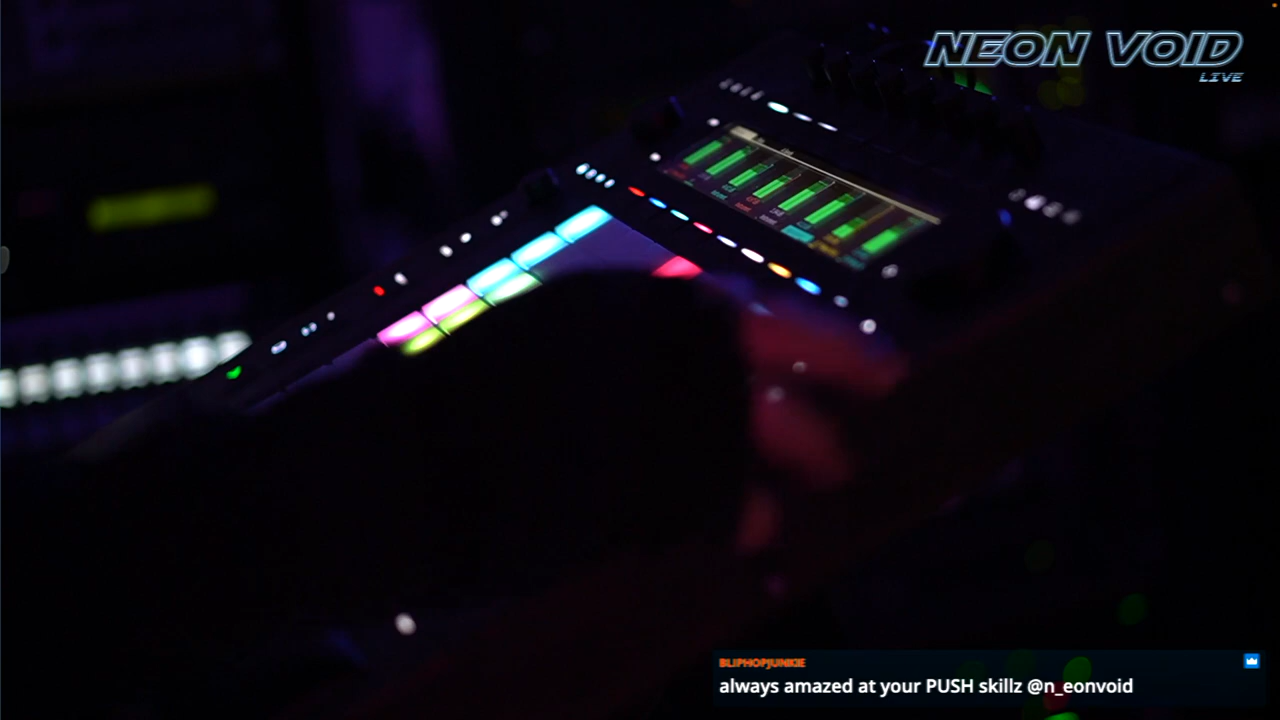 NEON VOID
LIVE
BLIPHOPJUNKIE
always amazed at your PUSH skillz @n_eonvoid